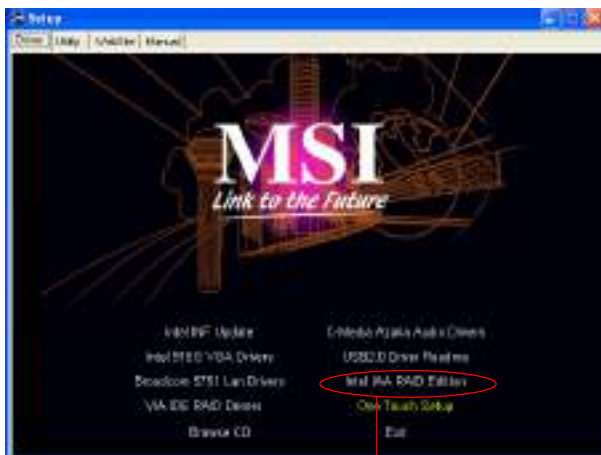 Setup
Driver Utility WebSite Manual
MSI
Link to the Future
Intel INF Update
Intel 915G VGA Drivers
Broadcom 5751 Lan Drivers
VIA IDE RAID Driver
Browse CD
C-Media Azalia Audio Drivers
USB2.0 Driver Readme
Intel IAA RAID Edition
One Touch Setup
Exit